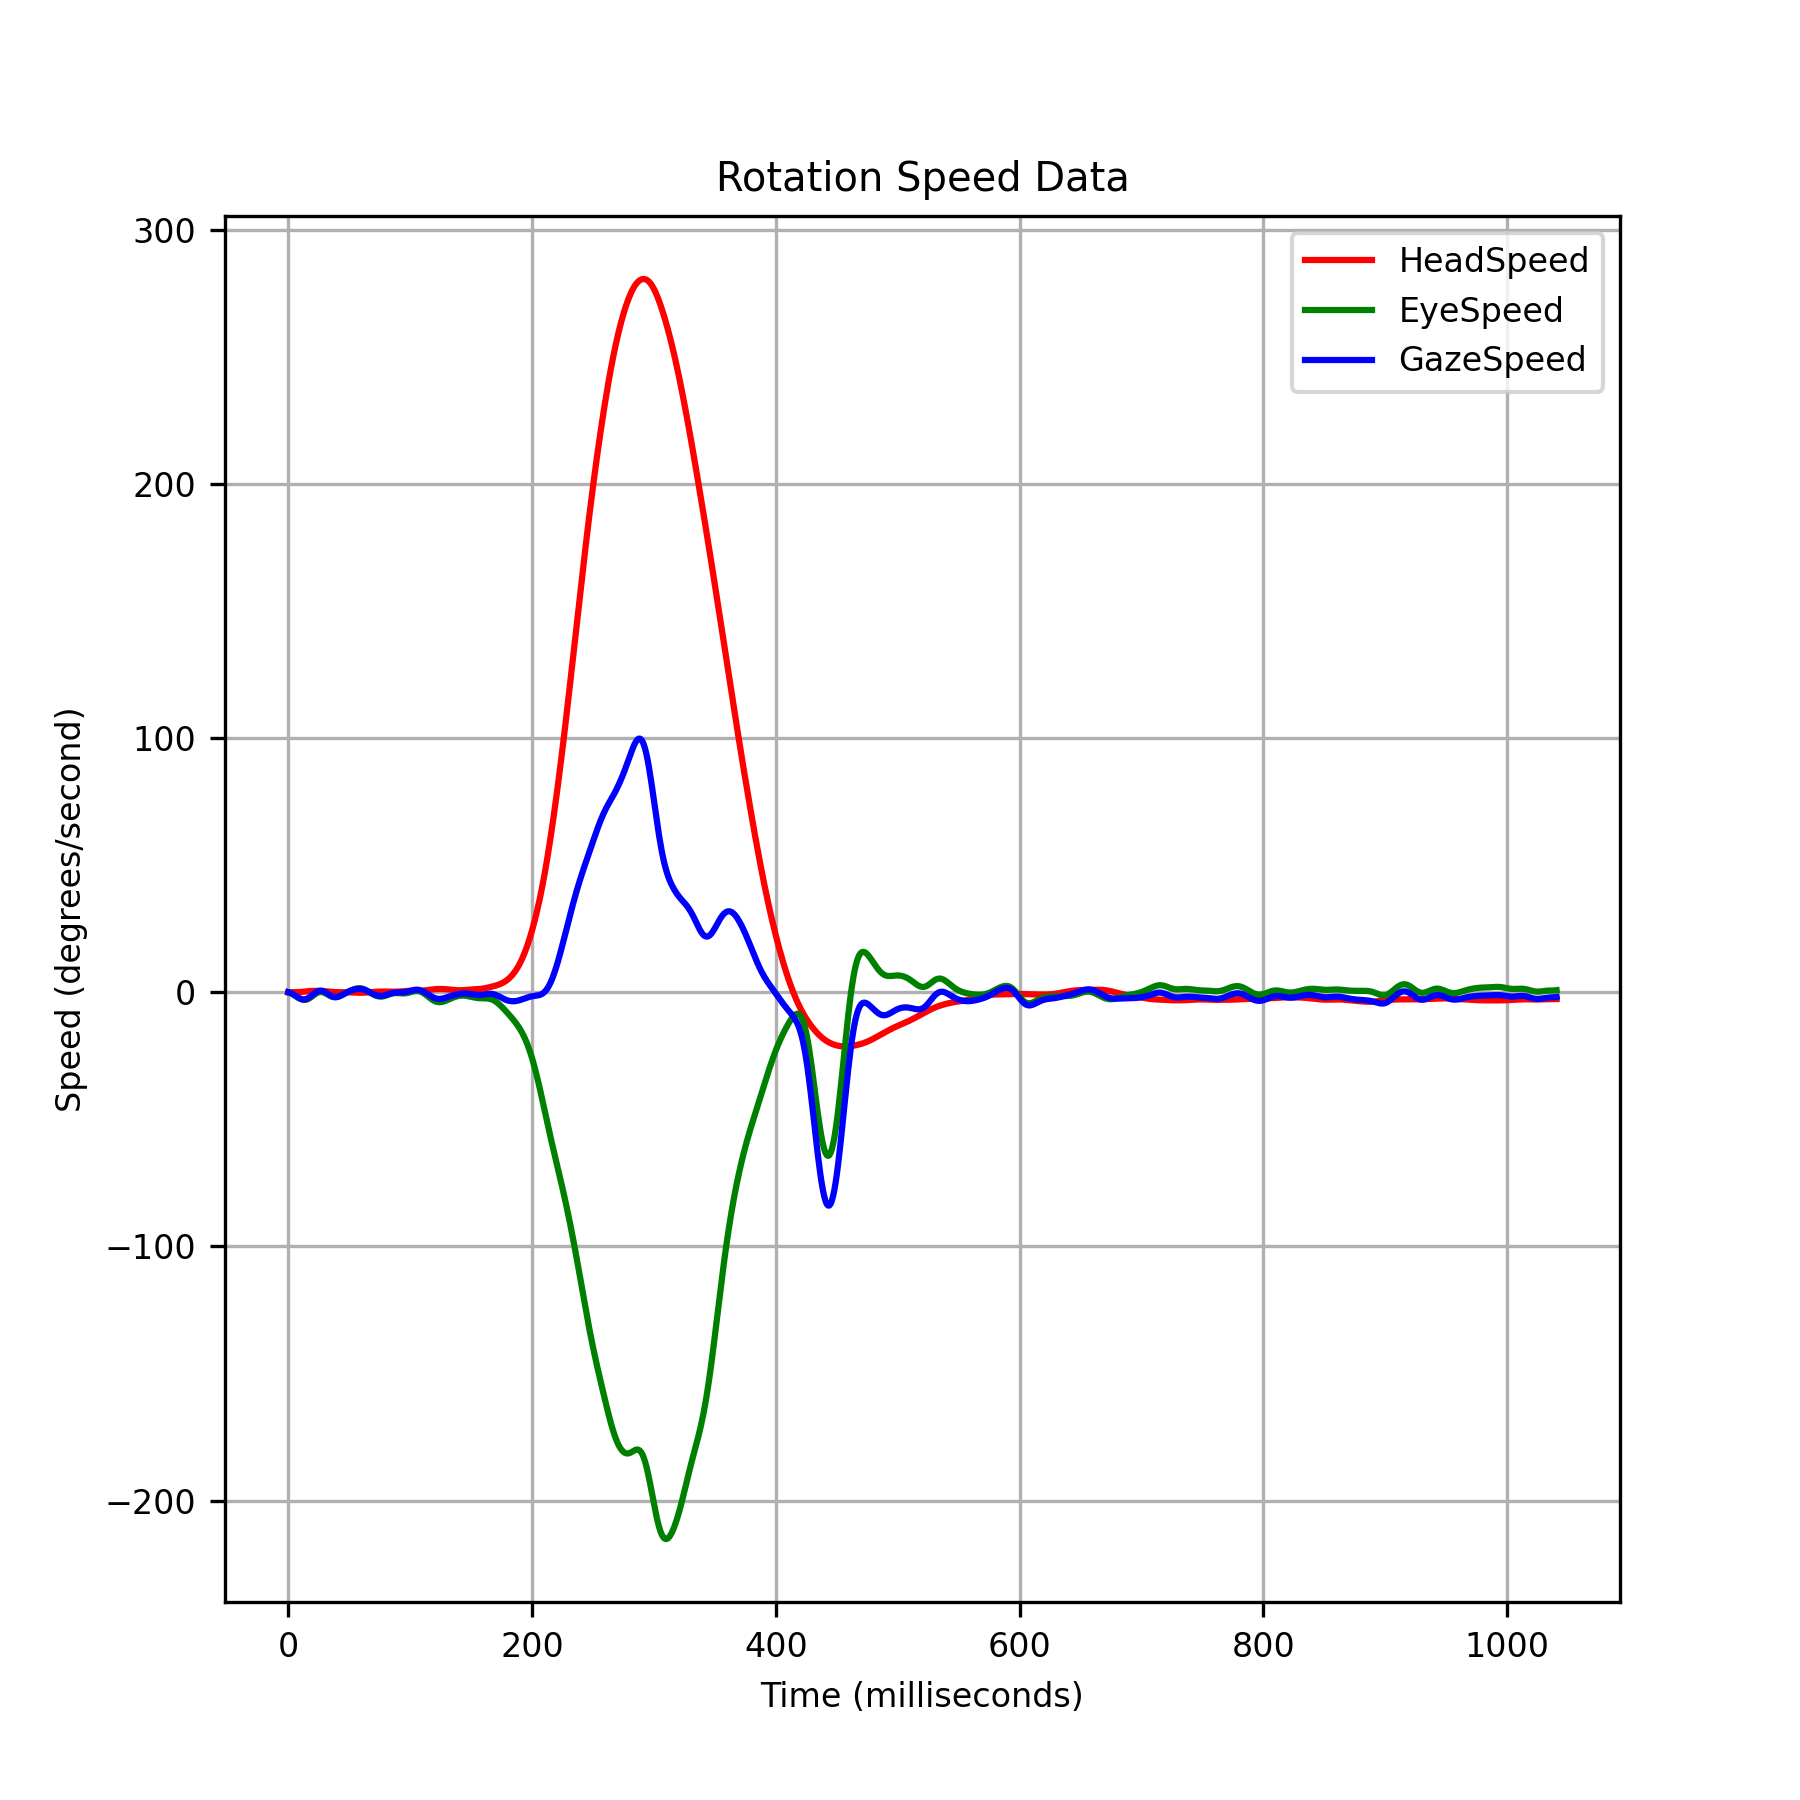 Rotation Speed Data
HeadSpeed
EyeSpeed
GazeSpeed
Speed (degrees/second)
300
200
100
0
−100
−200
0 200 400 600 800 1000
Time (milliseconds)